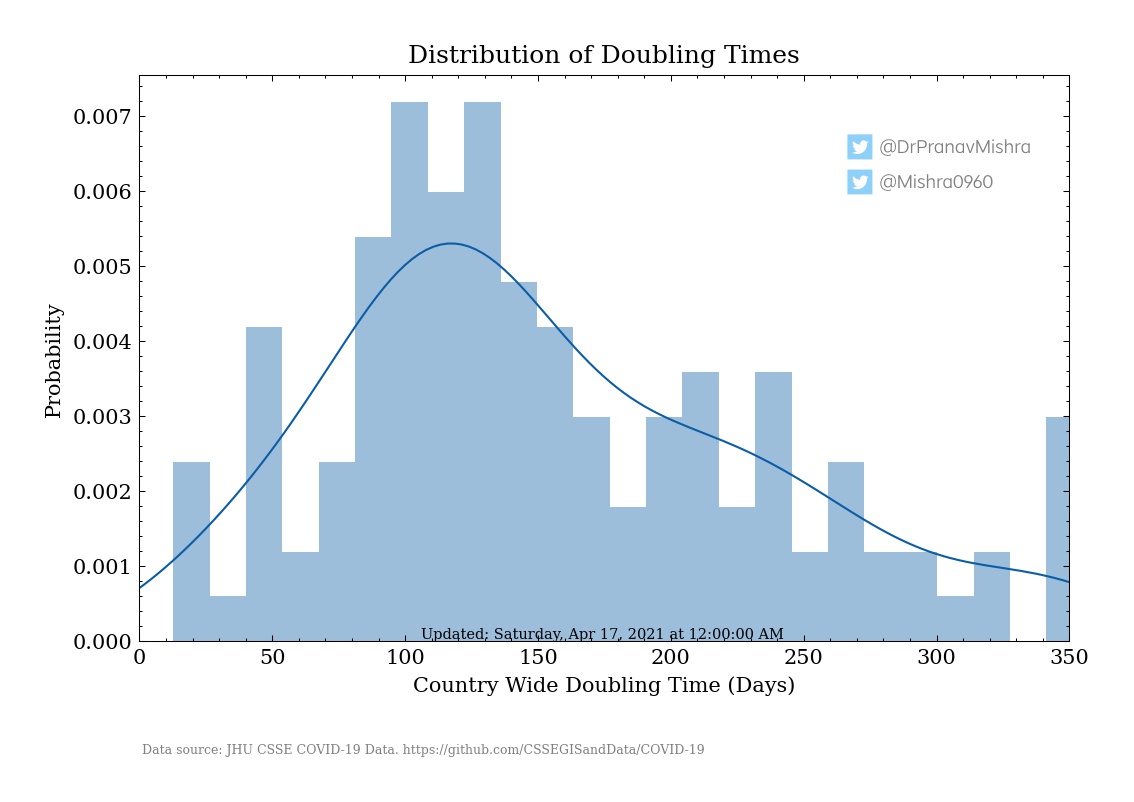 Distribution of Doubling Times
0.007
0.006
0.005
0.004
0.003
0.002
0.001
0.000
Probability
@DrPranavMishra
@Mishra0960
Updated; Saturday, Apr 17, 2021 at 12:00:00 AM
0 50 100 150 200 250 300 350
Country Wide Doubling Time (Days)
Data source: JHU CSSE COVID-19 Data. https://github.com/CSSEGISandData/COVID-19